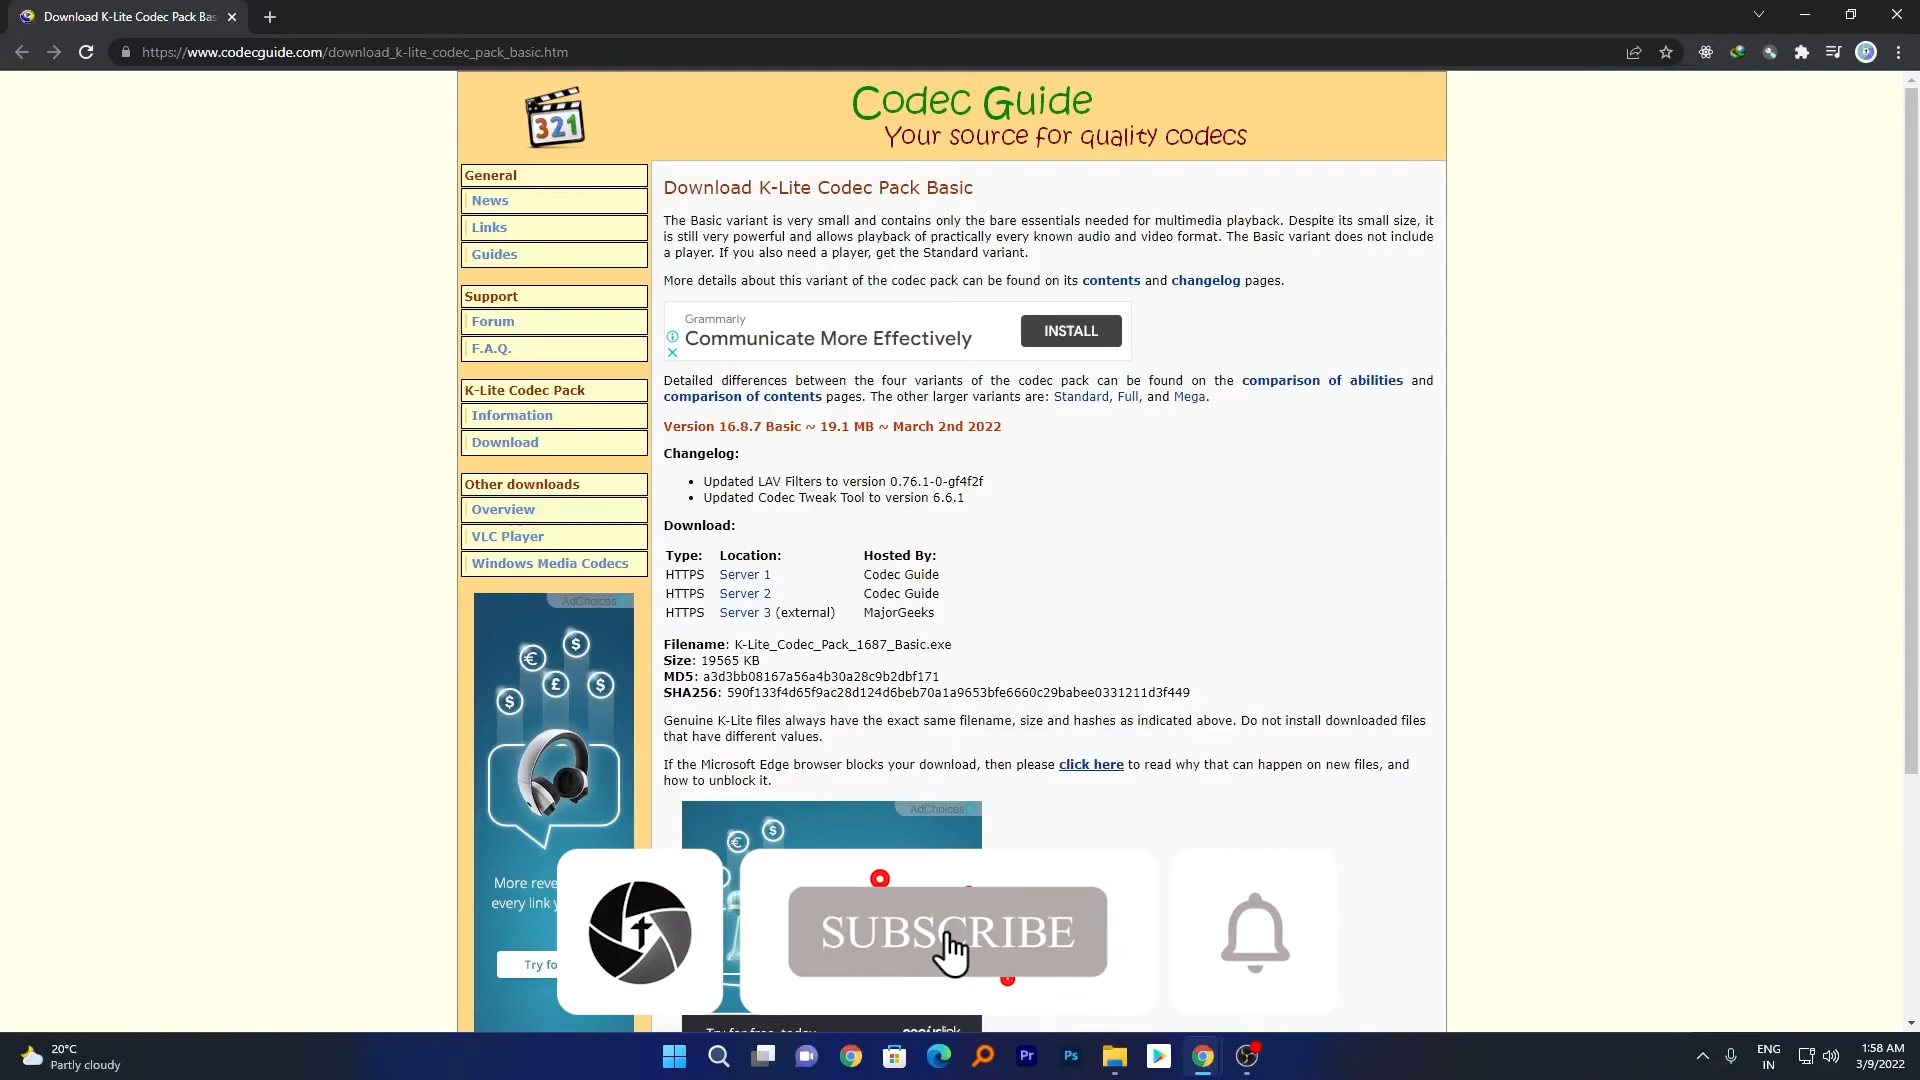 Download K-Lite Codec Pack Bas
https://www.codecguide.com/download_k-lite_codec_pack_basic.htm
321
Codec Guide
Your source for quality codecs
General
News
Links
Guides
Support
Forum
F.A.Q.
K-Lite Codec Pack
Information
Download
Other downloads
Overview
VLC Player
Windows Media Codecs
AdChoices
More reve
every link y
Try fo
Download K-Lite Codec Pack Basic
The Basic variant is very small and contains only the bare essentials needed for multimedia playback. Despite its small size, it
is still very powerful and allows playback of practically every known audio and video format. The Basic variant does not include
a player. If you also need a player, get the Standard variant.
More details about this variant of the codec pack can be found on its contents and changelog pages.
Grammarly
Communicate More Effectively
INSTALL
Detailed differences between the four variants of the codec pack can be found on the comparison of abilities and
comparison of contents pages. The other larger variants are: Standard, Full, and Mega.
Version 16.8.7 Basic ~ 19.1 MB ~ March 2nd 2022
Changelog:
• Updated LAV Filters to version 0.76.1-0-gf4f2f
• Updated Codec Tweak Tool to version 6.6.1
Download:
Type: Location: Hosted By:
HTTPS Server 1 Codec Guide
HTTPS Server 2 Codec Guide
HTTPS Server 3 (external) MajorGeeks
Filename: K-Lite_Codec_Pack_1687_Basic.exe
Size: 19565 KB
MD5: a3d3bb08167a56a4b30a28c9b2dbf171
SHA256: 590f133f4d65f9ac28d124d6beb70a1a9653bfe6660c29babee0331211d3f449
Genuine K-Lite files always have the exact same filename, size and hashes as indicated above. Do not install downloaded files
that have different values.
If the Microsoft Edge browser blocks your download, then please click here to read why that can happen on new files, and
how to unblock it.
AdChoices
SUBSCRIBE
Try for free, today
20°C
Partly cloudy
Pr
Ps
ENG
IN
1:58 AM
3/9/2022